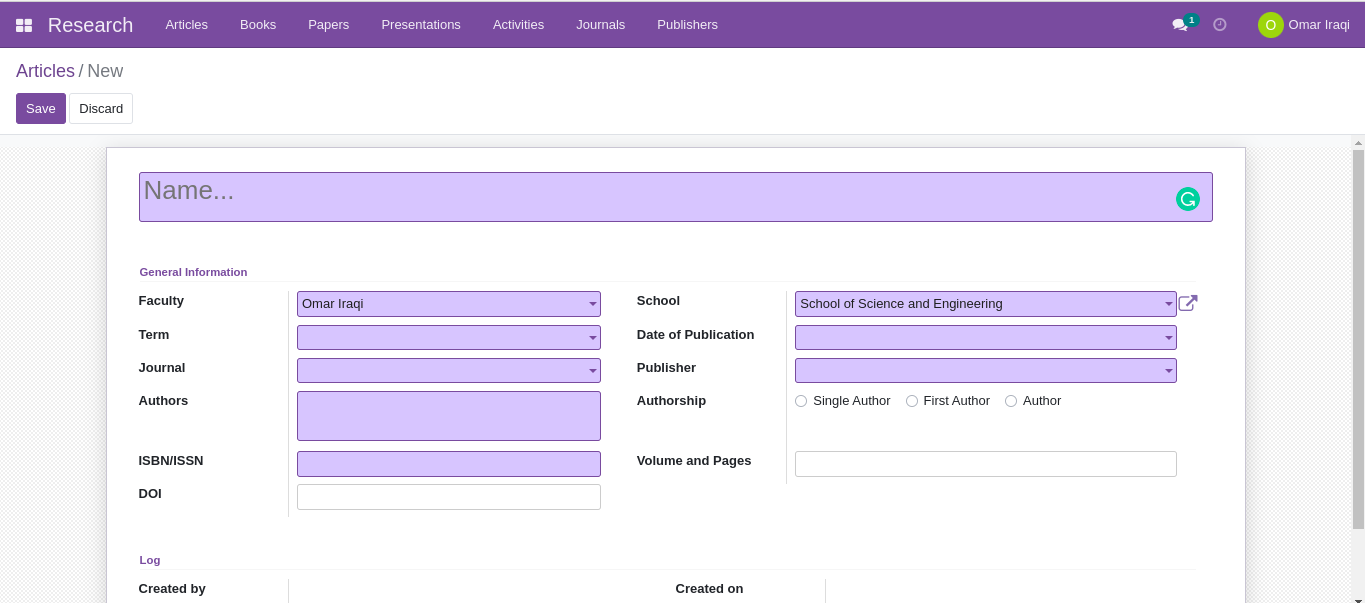 Research Articles Books Papers Presentations Activities Journals Publishers 1 O Omar Iraqi
Articles / New
Save Discard
Name...
General Information
Faculty Omar Iraqi School School of Science and Engineering
Term Date of Publication
Journal Publisher
Authors Authorship Single Author First Author Author
ISBN/ISSN Volume and Pages
DOI
Log
Created by Created on